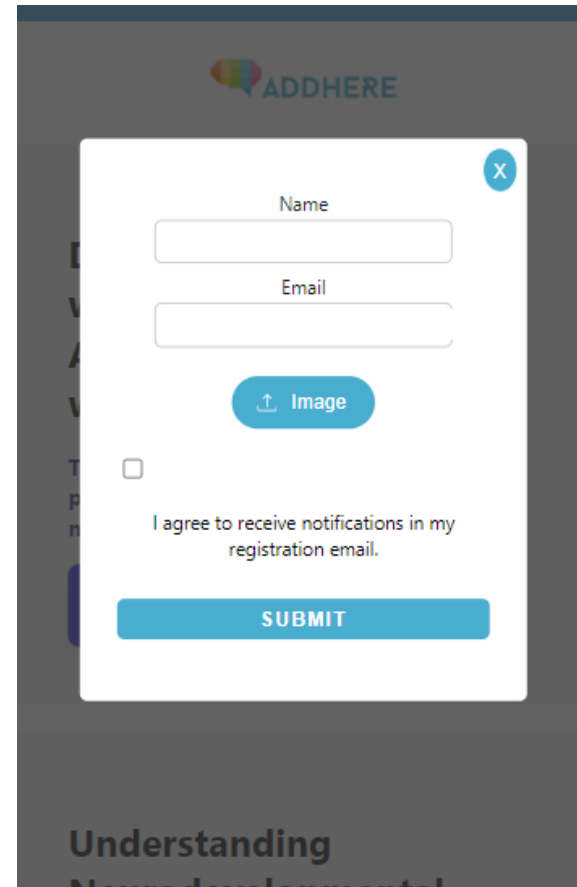 ADDHERE
X
Name
Email
Image
I agree to receive notifications in my
registration email.
SUBMIT
Understanding